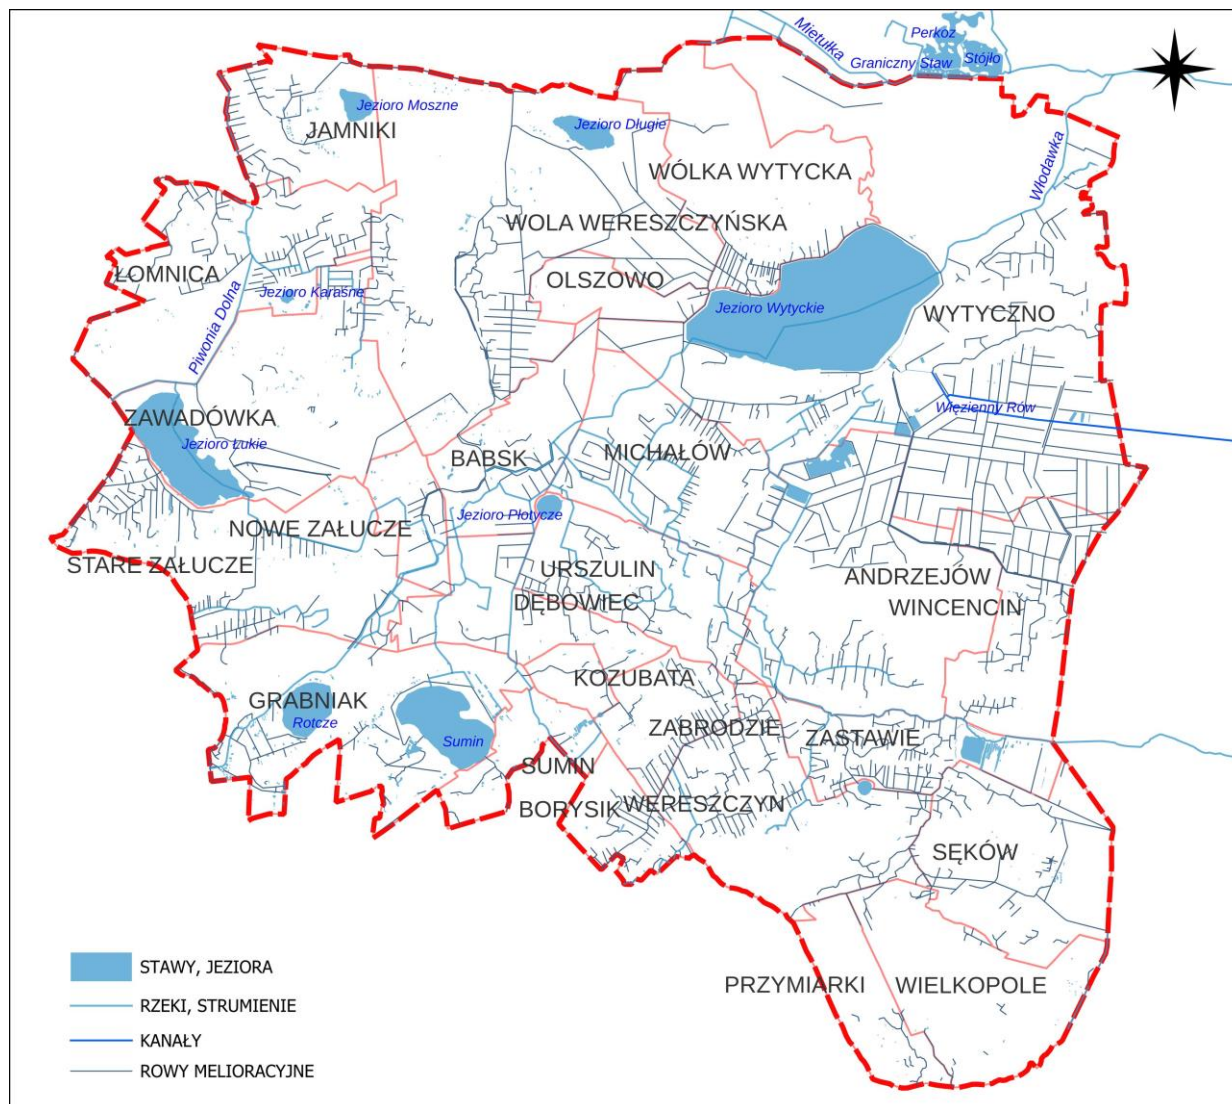 Mietułka
Perkoz
Graniczny Staw
Stójło
Jezioro Moszne
JAMNIKI
Jezioro Długie
WÓLKA WYTYCKA
Włodawka
WOLA WERESZCZYŃSKA
ŁOMNICA
OLSZOWO
Jezioro Karaśne
Jezioro Wytyckie
WYTYCZNO
Piwonia Dolna
ZAWADÓWKA
Więzienny Rów
Jezioro Łukie
BABSK
MICHAŁÓW
Jezioro Płotycze
NOWE ZAŁUCZE
STARE ZAŁUCZE
URSZULIN
ANDRZEJÓW
DĘBOWIEC
WINCENCIN
KOZUBATA
GRABNIAK
Rotcze
ZABRODZIE
ZASTAWIE
Sumin
SUMIN
BORYSIK
WERESZCZYN
SĘKÓW
PRZYMIARKI
WIELKOPOLE
STAWY, JEZIORA
RZEKI, STRUMIENIE
KANAŁY
ROWY MELIORACYJNE